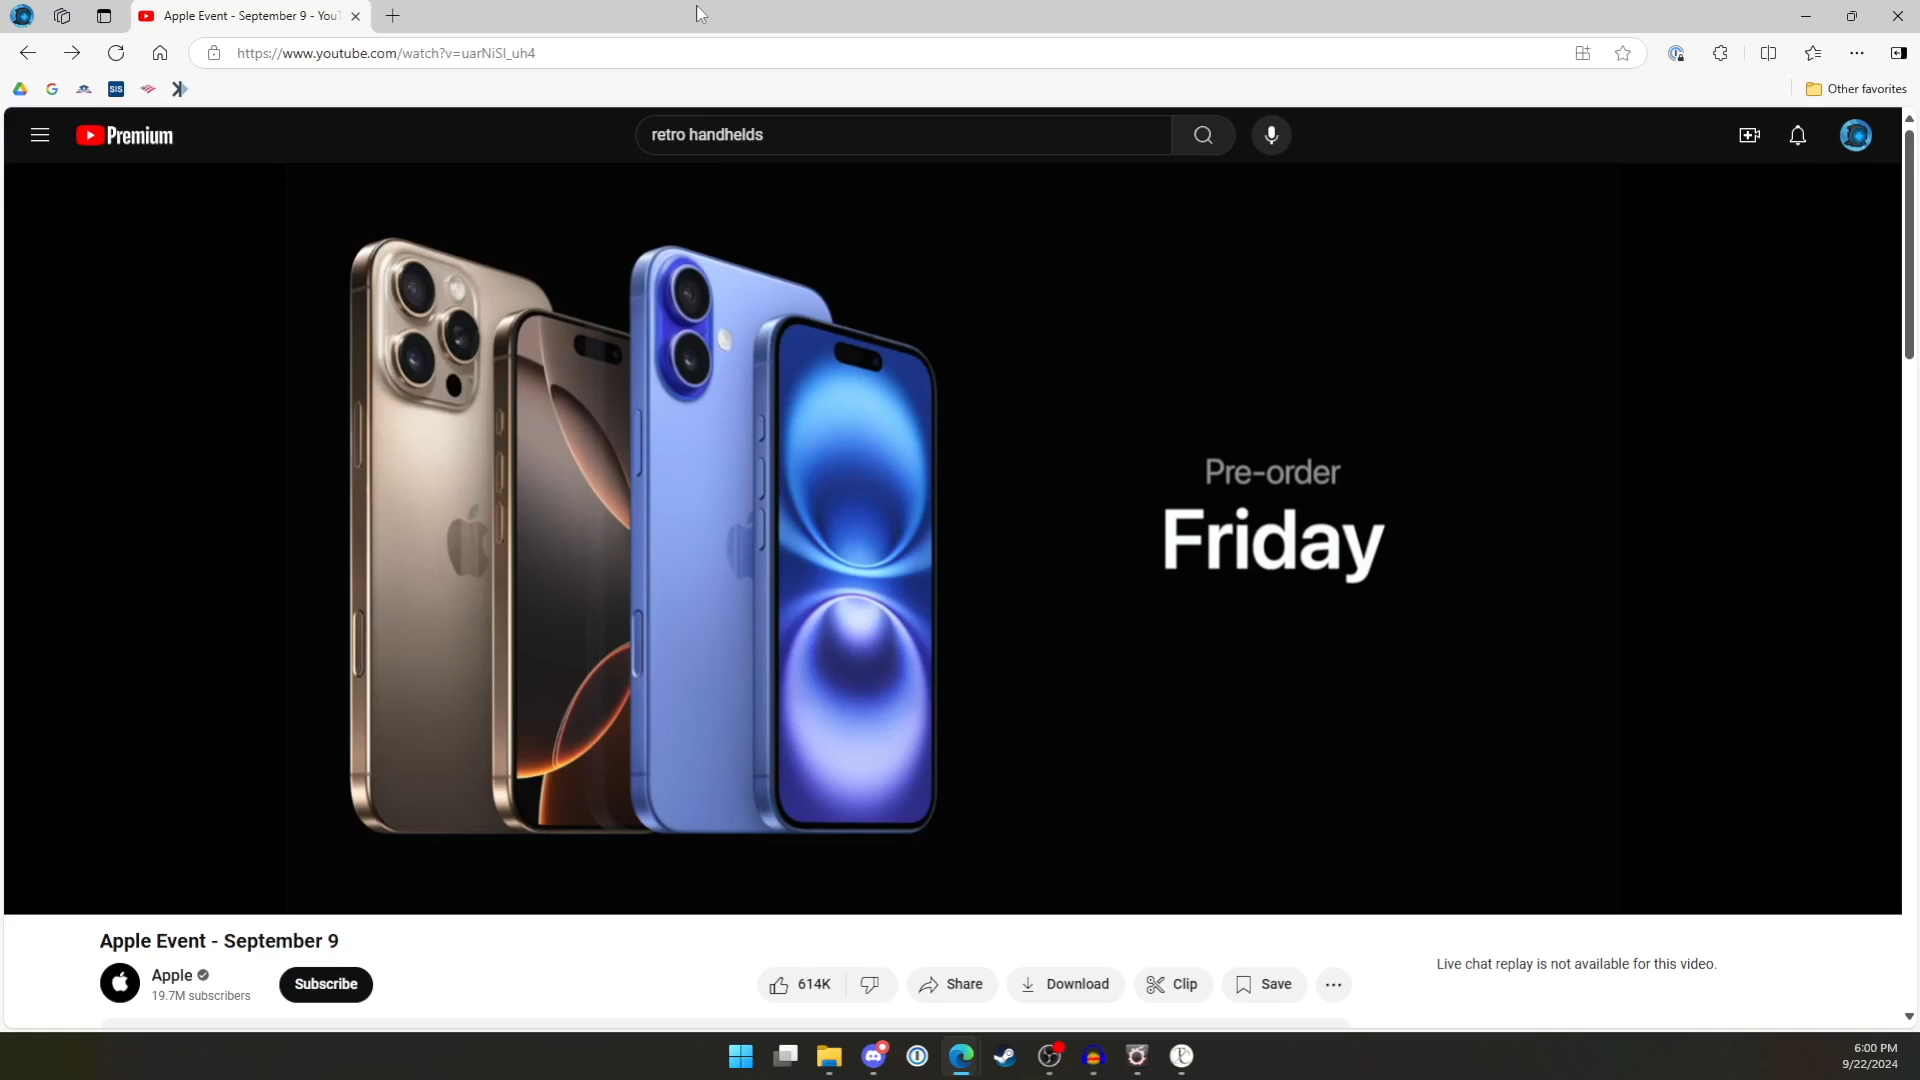 Apple Event - September 9 - YouT
https://www.youtube.com/watch?v=uarNiSl_uh4
SIS
Other favorites
Premium
retro handhelds
Pre-order
Friday
Apple Event - September 9
Apple
19.7M subscribers
Subscribe
614K
Share
Download
Clip
Save
Live chat replay is not available for this video.
6:00 PM
9/22/2024